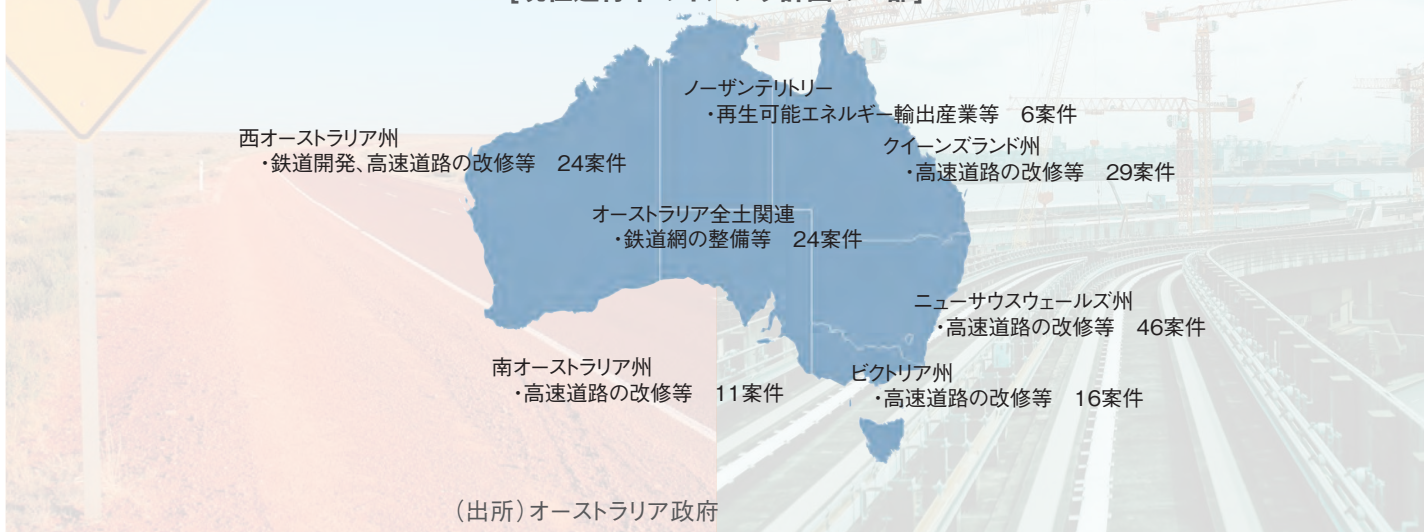 ノーザンテリトリー
・再生可能エネルギー輸出産業等　6案件
西オーストラリア州
・鉄道開発、高速道路の改修等　24案件
クイーンズランド州
・高速道路の改修等　29案件
オーストラリア全土関連
・鉄道網の整備等　24案件
ニューサウスウェールズ州
・高速道路の改修等　46案件
南オーストラリア州
・高速道路の改修等　11案件
ビクトリア州
・高速道路の改修等　16案件
（出所）オーストラリア政府